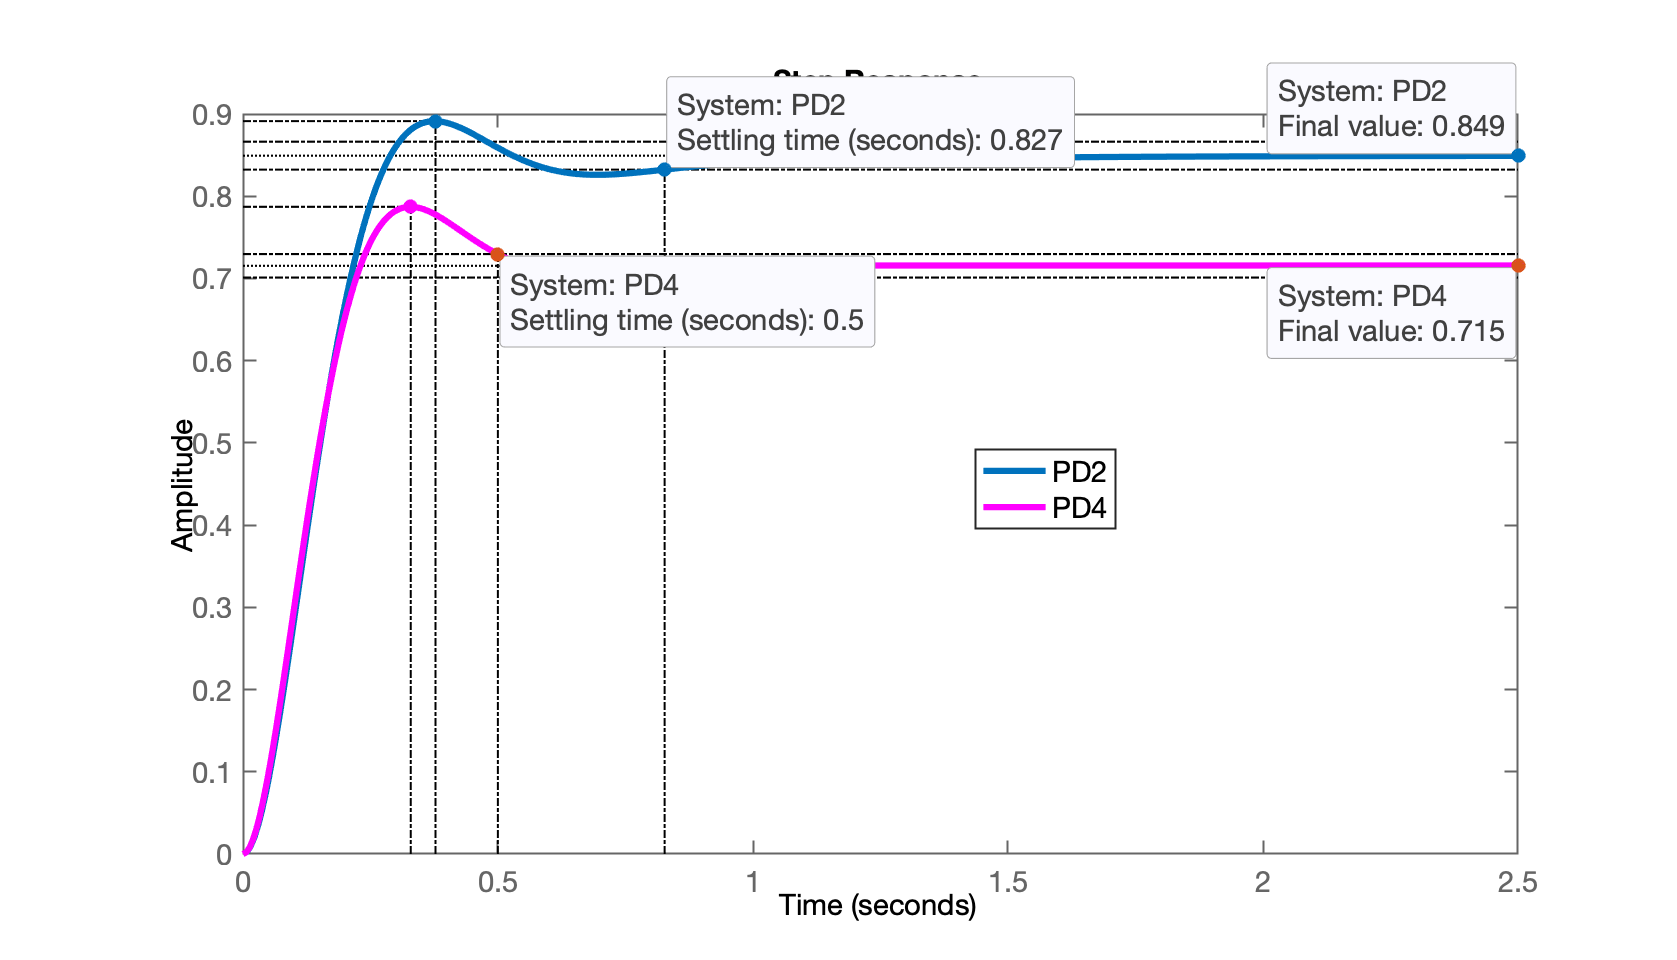 System: PD2
Settling time (seconds): 0.827
System: PD2
Final value: 0.849
0.9
0.8
0.7
0.6
0.5
0.4
0.3
0.2
0.1
0
Amplitude
System: PD4
Settling time (seconds): 0.5
System: PD4
Final value: 0.715
PD2
PD4
0
0.5
1
1.5
2
2.5
Time (seconds)